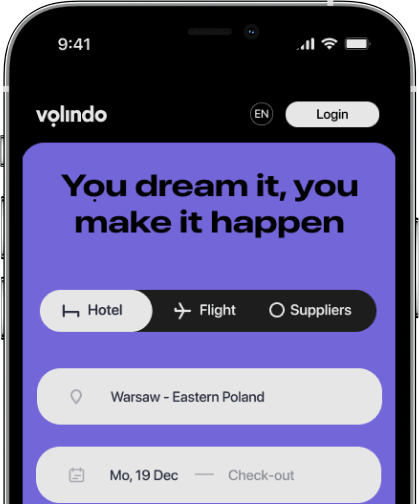 9:41
volindo
EN
Login
You dream it, you
make it happen
Hotel
Flight
Suppliers
Warsaw - Eastern Poland
Mo, 19 Dec — Check-out